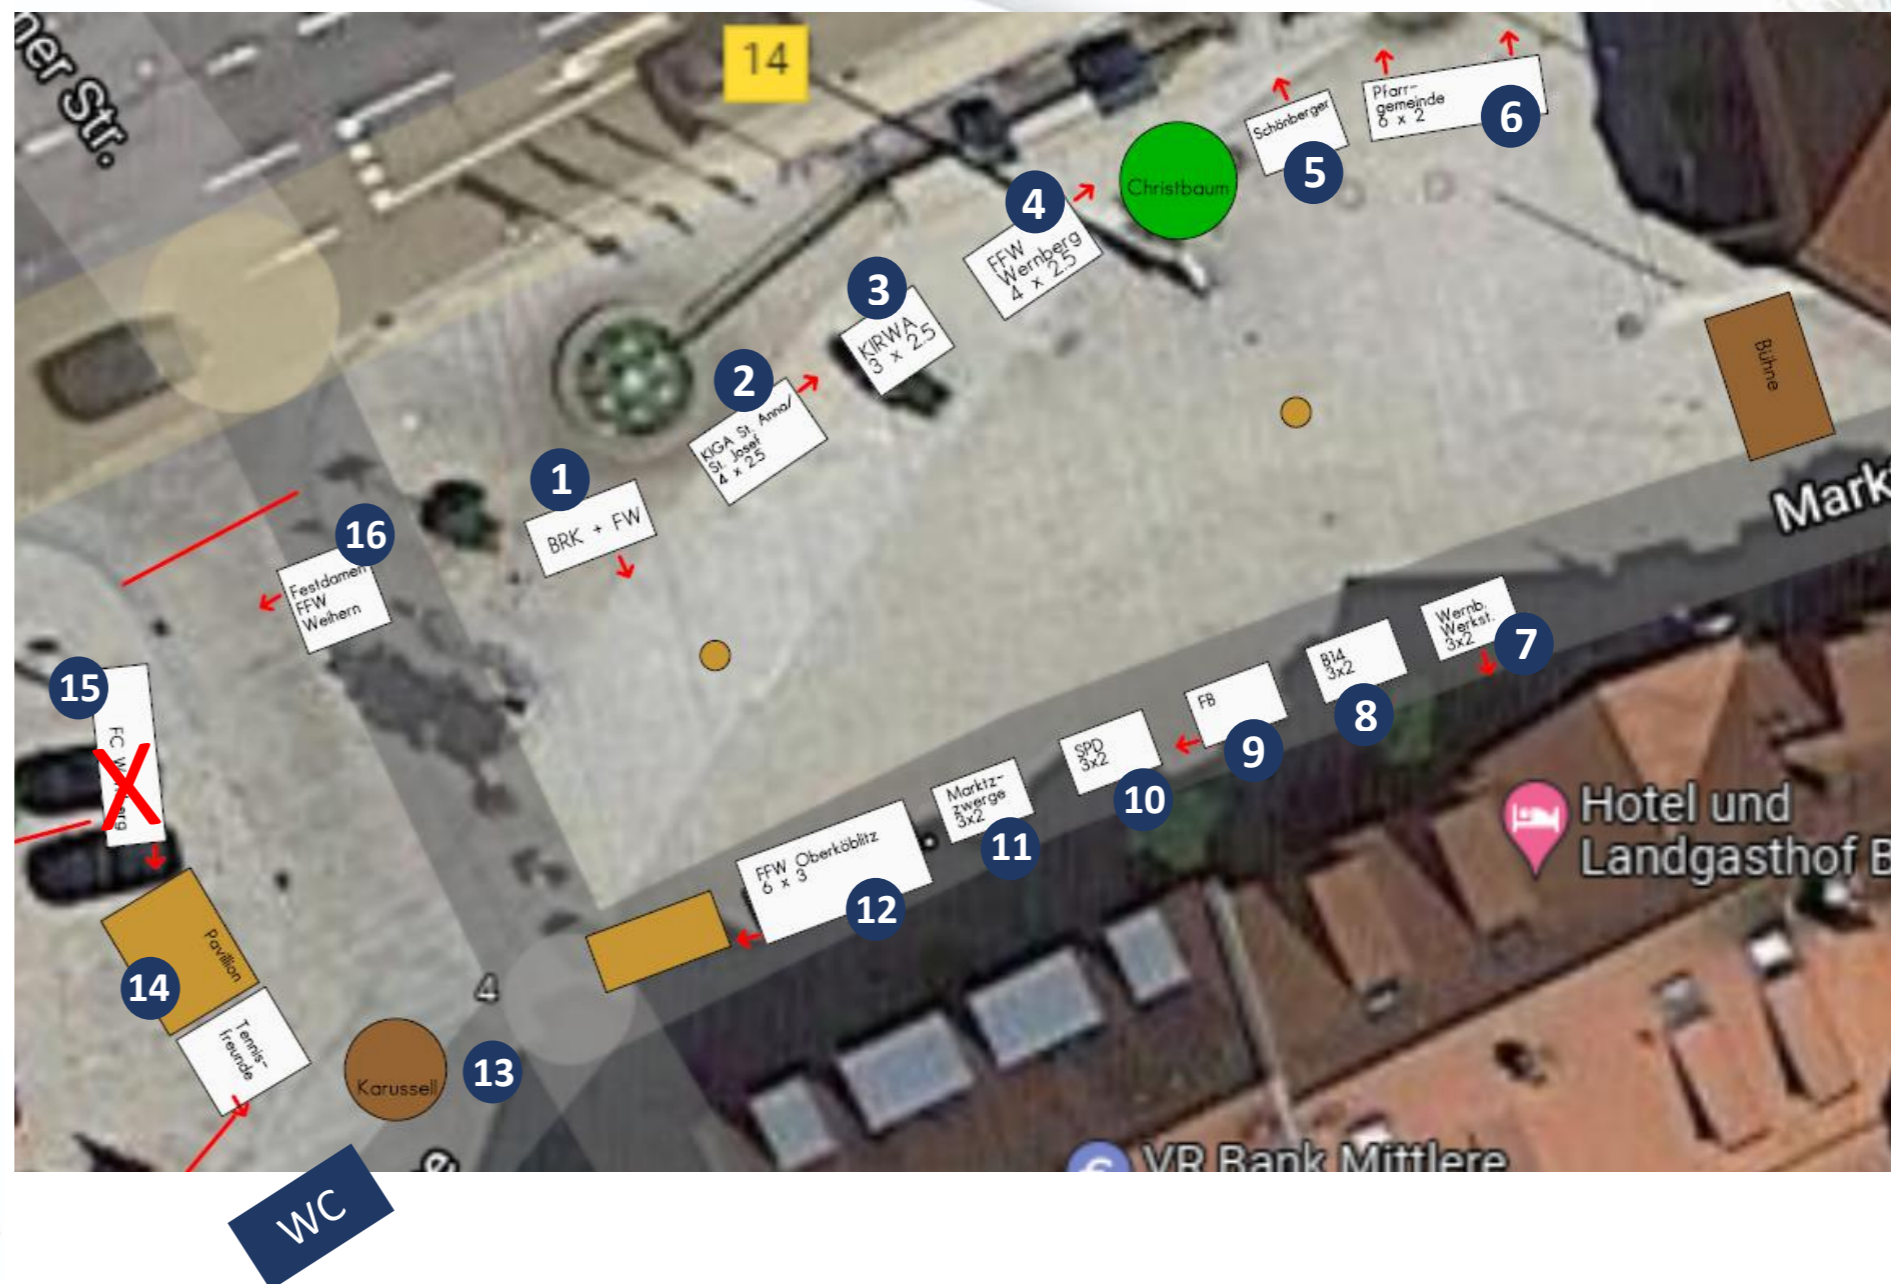 ner Str.
14
1
BRK + FW
2
KIGA St. Anna/
St. Josef
4 x 2.5
3
KIRWA
3 x 2.5
4
FFW
Wernberg
4 x 2.5
Christbaum
5
Schönberger
6
Pfarr-
gemeinde
6 x 2
Bühne
Mark
7
Wernb.
Werkst.
3x2
8
B14
3x2
9
FB
10
SPD
3x2
11
Marktz-
zwerge
3x2
12
FFW Oberköblitz
6 x 3
13
Karussell
14
Pavillion
Tennis-
freunde
15
FC
16
Festdamen
FFW
Weihern
4
WC
Hotel und
Landgasthof B
VR Bank Mittlere